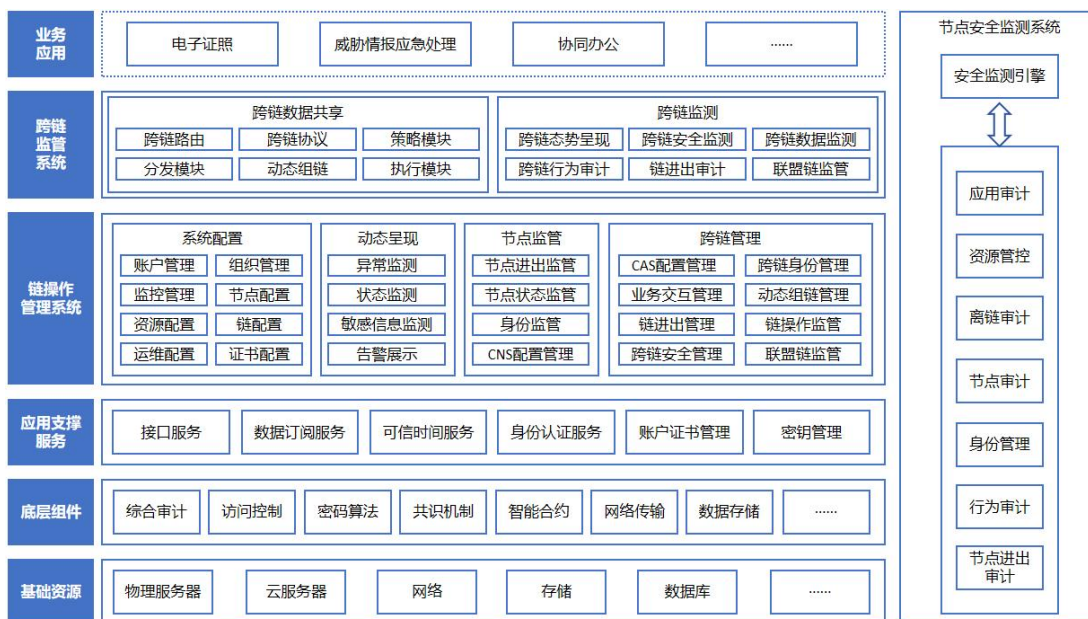 业务
应用
电子证照
威胁情报应急处理
协同办公
······
跨链
监管
系统
跨链数据共享
跨链路由
跨链协议
策略模块
分发模块
动态组链
执行模块
跨链监测
跨链态势呈现
跨链安全监测
跨链数据监测
跨链行为审计
链进出审计
联盟链监管
链操作
管理系统
系统配置
账户管理
组织管理
监控管理
节点配置
资源配置
链配置
运维配置
证书配置
动态呈现
异常监测
状态监测
敏感信息监测
告警展示
节点监管
节点进出监管
节点状态监管
身份监管
CNS配置管理
跨链管理
CAS配置管理
跨链身份管理
业务交互管理
动态组链管理
链进出管理
链操作监管
跨链安全管理
联盟链监管
应用支撑
服务
接口服务
数据订阅服务
可信时间服务
身份认证服务
账户证书管理
密钥管理
底层组件
综合审计
访问控制
密码算法
共识机制
智能合约
网络传输
数据存储
······
基础资源
物理服务器
云服务器
网络
存储
数据库
······
节点安全监测系统
安全监测引擎
应用审计
资源管控
离链审计
节点审计
身份管理
行为审计
节点进出
审计